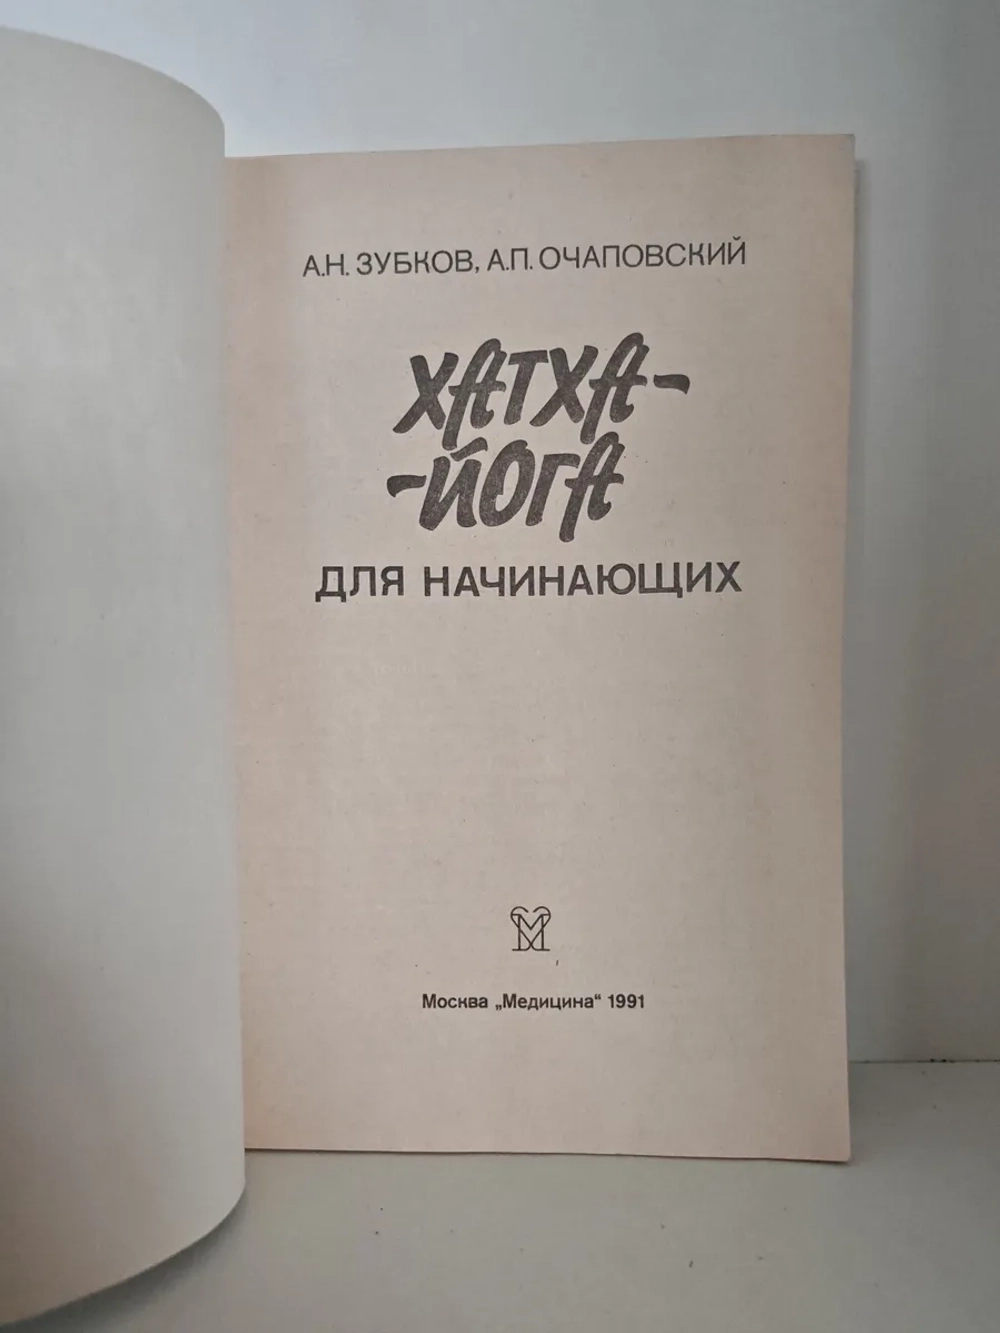 А.Н. ЗУБКОВ, А.П. ОЧАПОВСКИЙ
ХАТХА-
-ЙОГА
ДЛЯ НАЧИНАЮЩИХ
М
Москва „Медицина“ 1991